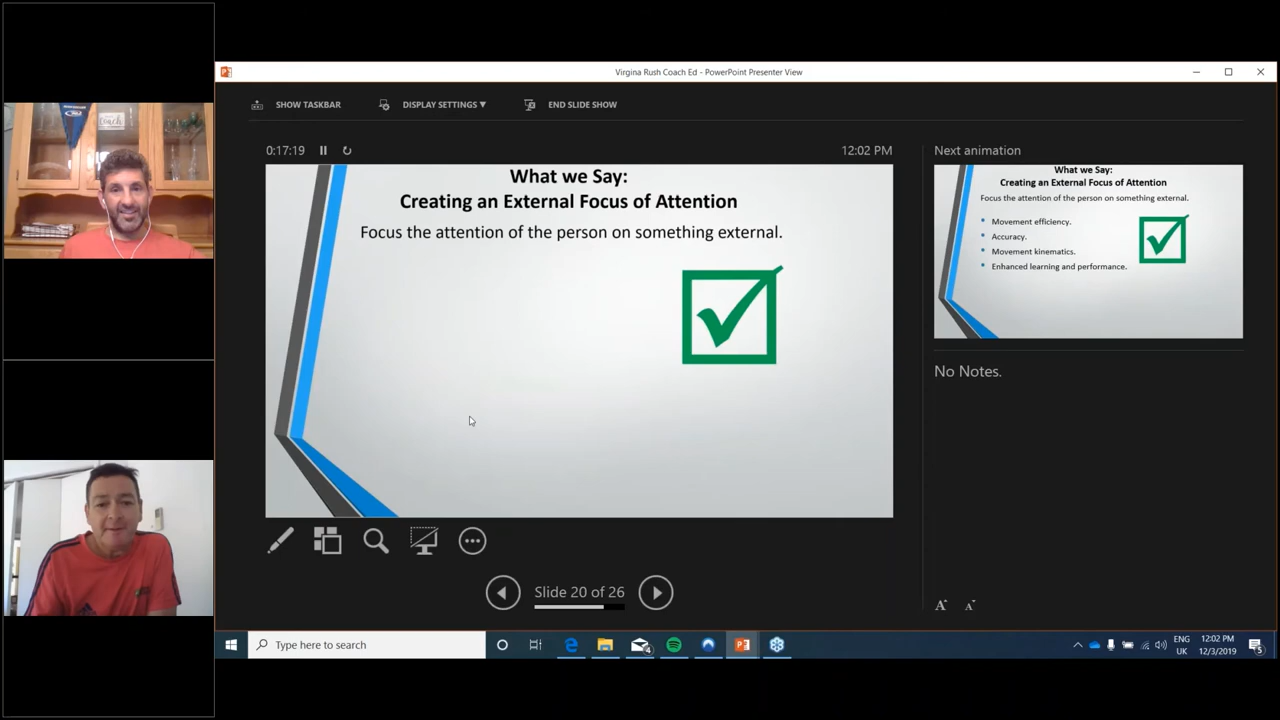 Virgina Rush Coach Ed - PowerPoint Presenter View
SHOW TASKBAR
DISPLAY SETTINGS ▼
END SLIDE SHOW
0:17:19
12:02 PM
What we Say:
Creating an External Focus of Attention
Focus the attention of the person on something external.
Next animation
What we Say:
Creating an External Focus of Attention
Focus the attention of the person on something external.
Movement efficiency.
Accuracy.
Movement kinematics.
Enhanced learning and performance.
No Notes.
Slide 20 of 26
A A
Type here to search
ENG
UK
12:02 PM
12/3/2019
4
5
coach